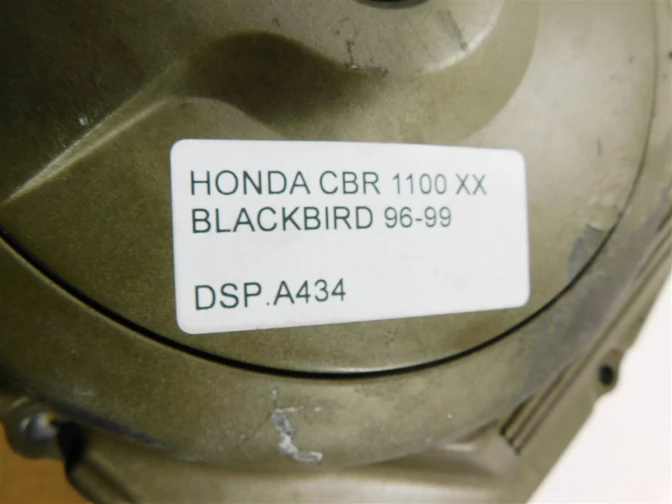 HONDA CBR 1100 XX
BLACKBIRD 96-99
DSP.A434